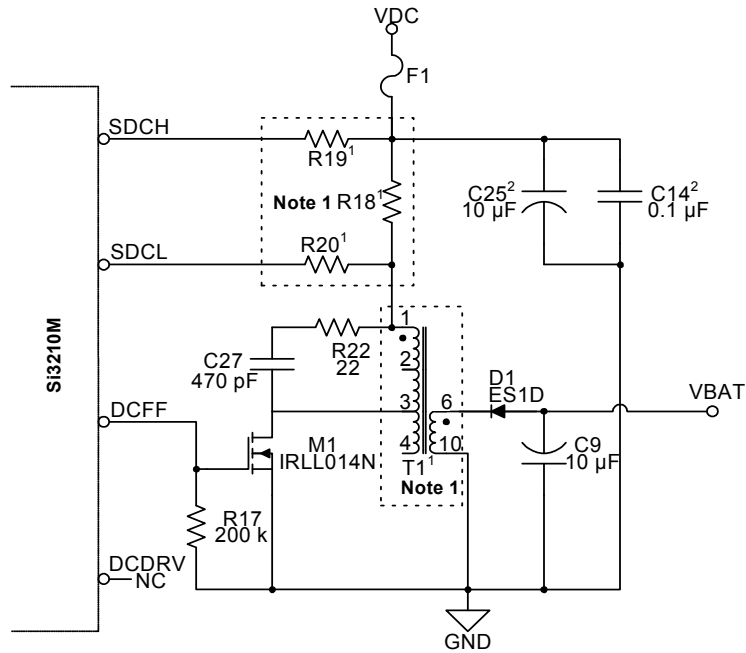 VDC
F1
SDCH
R19¹
Note 1 R18¹
C25²
10 µF
C14²
0.1 µF
R20¹
SDCL
Si3210M
1
R22
22
C27
470 pF
2
3
4
6
10
D1
ES1D
VBAT
DCFF
M1
IRLL014N
T1¹
Note 1
C9
10 µF
R17
200 k
DCDRV
NC
GND